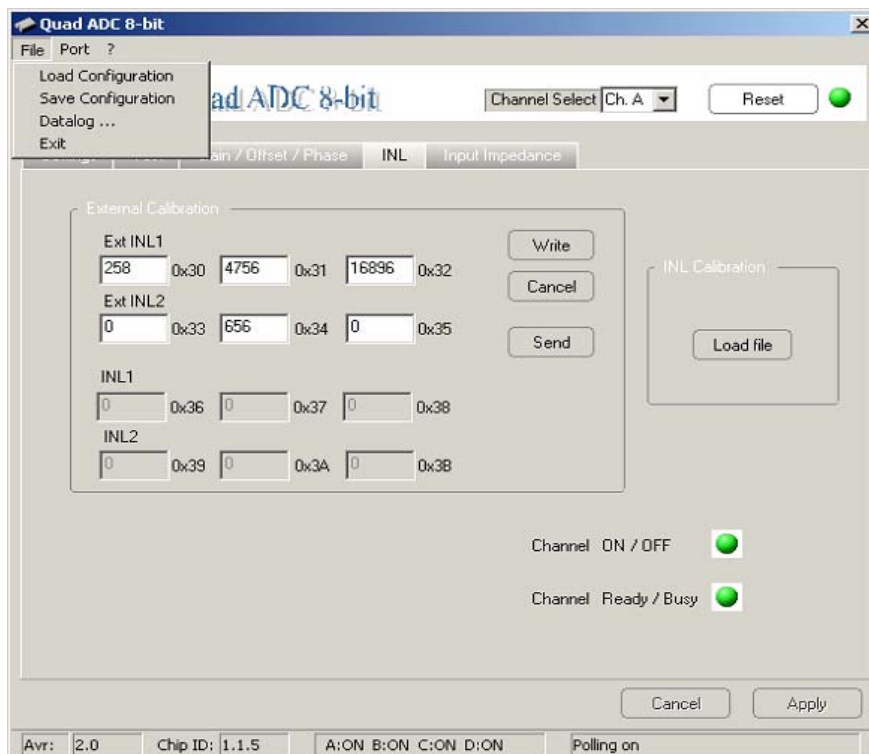 Quad ADC 8-bit
File Port ?
Load Configuration
Save Configuration
Datalog ...
Exit
ad ADC 8-bit
Channel Select Ch. A
Reset
/ Offset / Phase INL Input Impedance
External Calibration
Ext INL1
258 0x30 4756 0x31 16896 0x32
Ext INL2
0 0x33 656 0x34 0 0x35
INL1
0 0x36 0 0x37 0 0x38
INL2
0 0x39 0 0x3A 0 0x3B
Write
Cancel
Send
INL Calibration
Load file
Channel ON / OFF
Channel Ready / Busy
Cancel Apply
Avr: 2.0 Chip ID: 1.1.5 A:ON B:ON C:ON D:ON Polling on